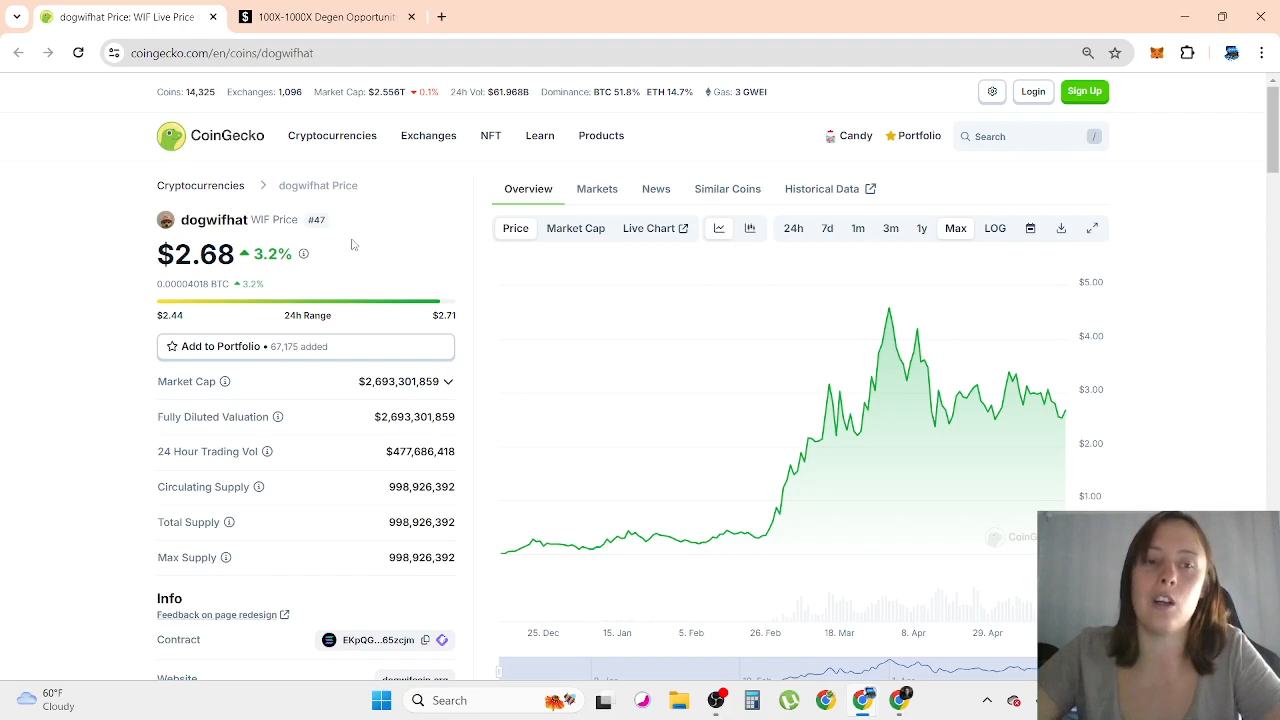 dogwifhat Price: WIF Live Price
100X-1000X Degen Opportunit
coingecko.com/en/coins/dogwifhat
Coins: 14,325 Exchanges: 1,096 Market Cap: $2.556T 0.1% 24h Vol: $61.968B Dominance: BTC 51.8% ETH 14.7% Gas: 3 GWEI
Login
Sign Up
CoinGecko
Cryptocurrencies Exchanges NFT Learn Products
Candy Portfolio
Search /
Cryptocurrencies dogwifhat Price
dogwifhat WIF Price #47
$2.68 3.2%
0.00004018 BTC 3.2%
$2.44 24h Range $2.71
Add to Portfolio • 67,175 added
Market Cap $2,693,301,859
Fully Diluted Valuation $2,693,301,859
24 Hour Trading Vol $477,686,418
Circulating Supply 998,926,392
Total Supply 998,926,392
Max Supply 998,926,392
Info
Feedback on page redesign
Contract EKpQG...65zcjm
Website dogwifcoin.org
Overview Markets News Similar Coins Historical Data
Price Market Cap Live Chart
24h 7d 1m 3m 1y Max LOG
$5.00
$4.00
$3.00
$2.00
$1.00
CoinG
25. Dec 15. Jan 5. Feb 26. Feb 18. Mar 8. Apr 29. Apr
60°F
Cloudy
Search